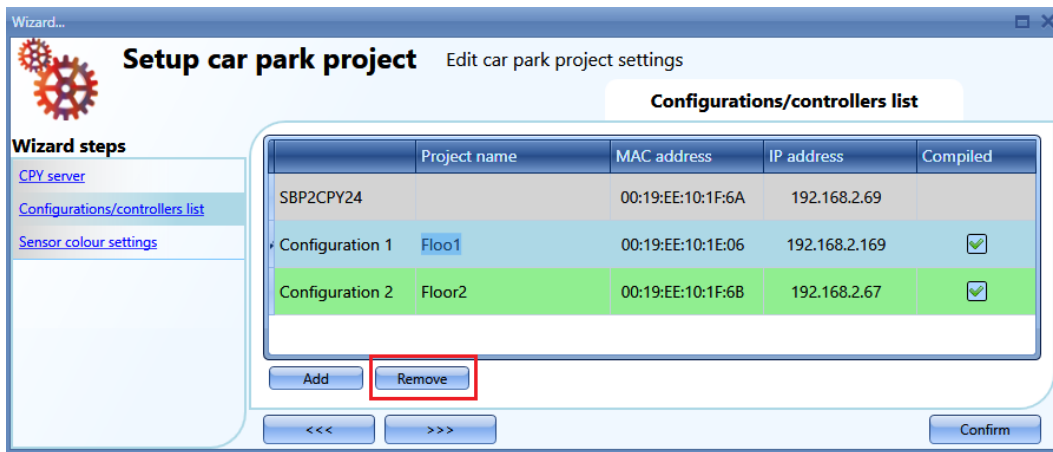 Wizard...
Setup car park project Edit car park project settings
Configurations/controllers list
Wizard steps
CPY server
Configurations/controllers list
Sensor colour settings
Project name MAC address IP address Compiled
SBP2CPY24 00:19:EE:10:1F:6A 192.168.2.69
Configuration 1 Floo1 00:19:EE:10:1E:06 192.168.2.169
Configuration 2 Floor2 00:19:EE:10:1F:6B 192.168.2.67
Add Remove
<<< >>> Confirm